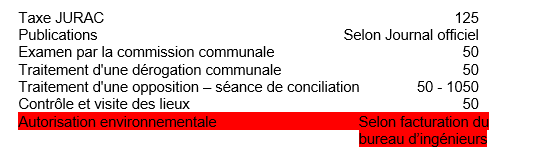 Taxe JURAC 125
Publications Selon Journal officiel
Examen par la commission communale 50
Traitement d'une dérogation communale 50
Traitement d'une opposition – séance de conciliation 50 - 1050
Contrôle et visite des lieux 50
Autorisation environnementale Selon facturation du
bureau d'ingénieurs